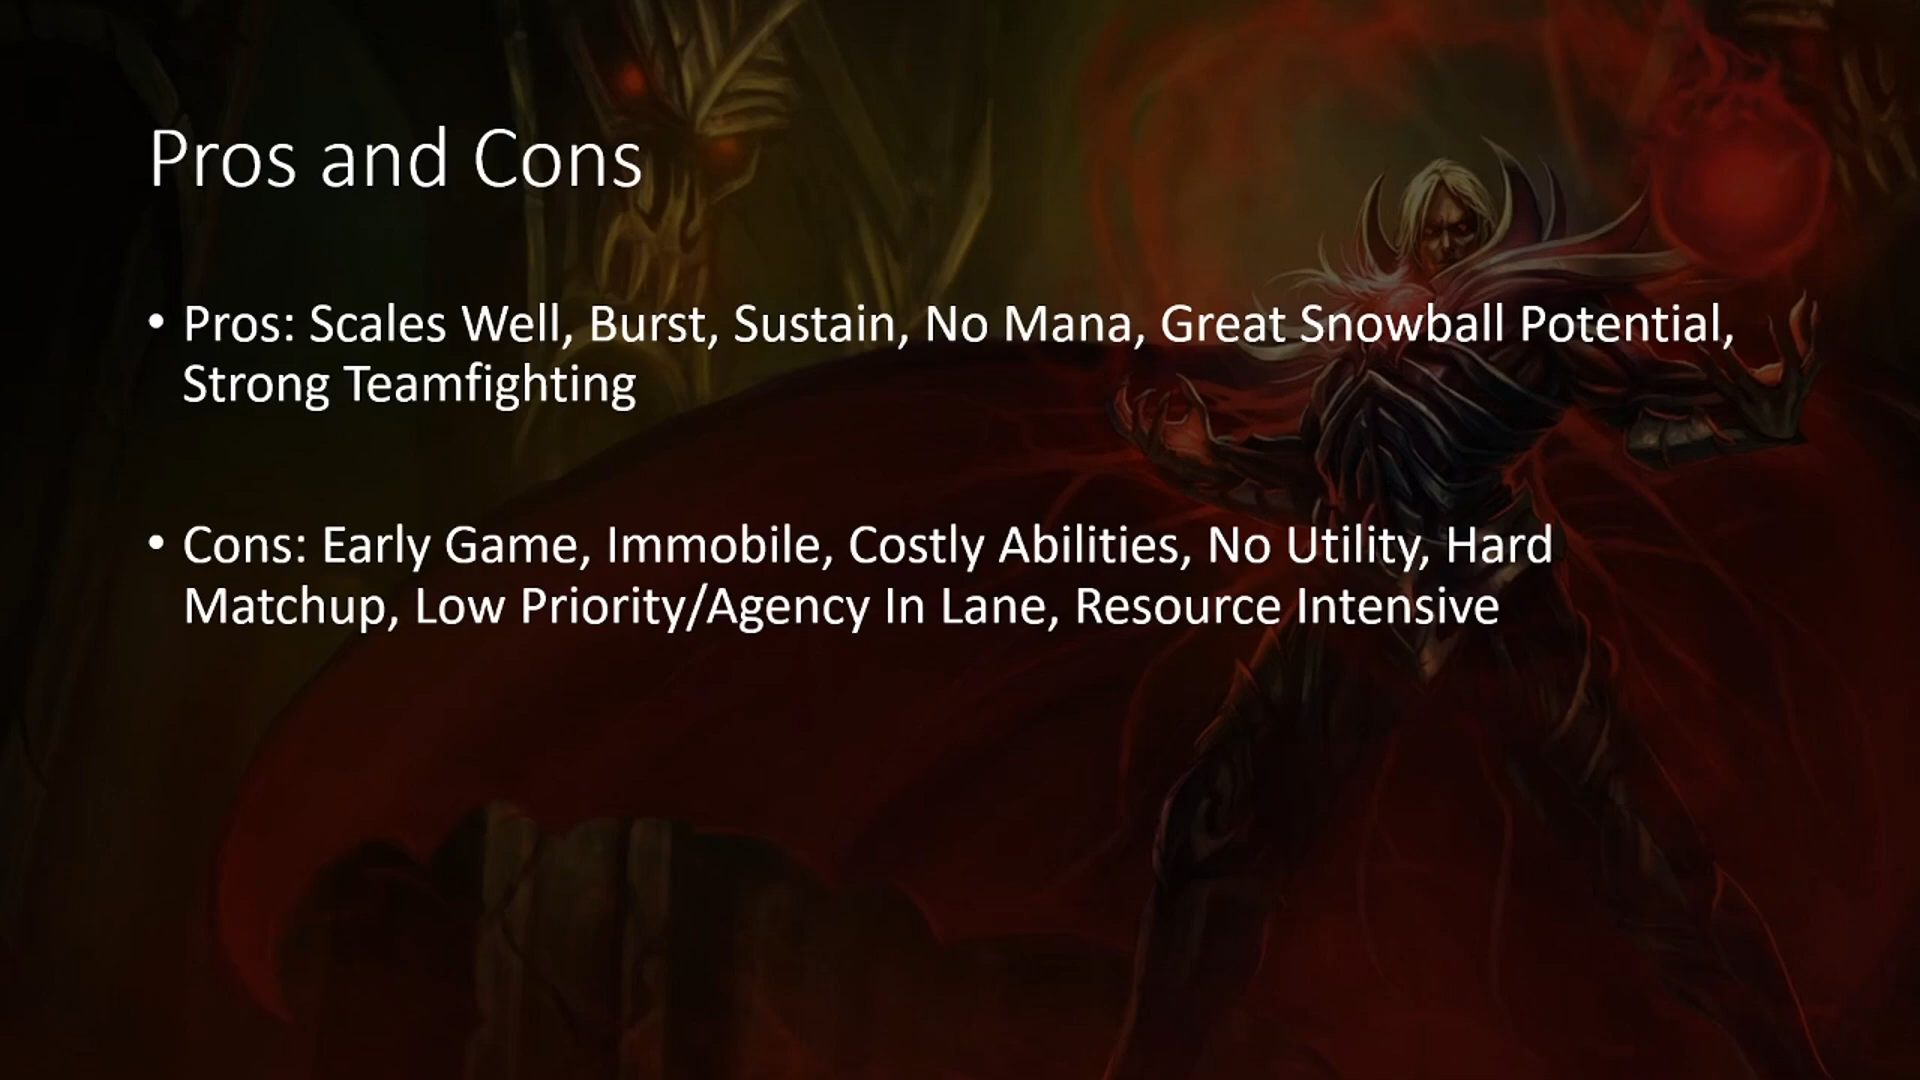 Pros and Cons
• Pros: Scales Well, Burst, Sustain, No Mana, Great Snowball Potential,
Strong Teamfighting
• Cons: Early Game, Immobile, Costly Abilities, No Utility, Hard
Matchup, Low Priority/Agency In Lane, Resource Intensive